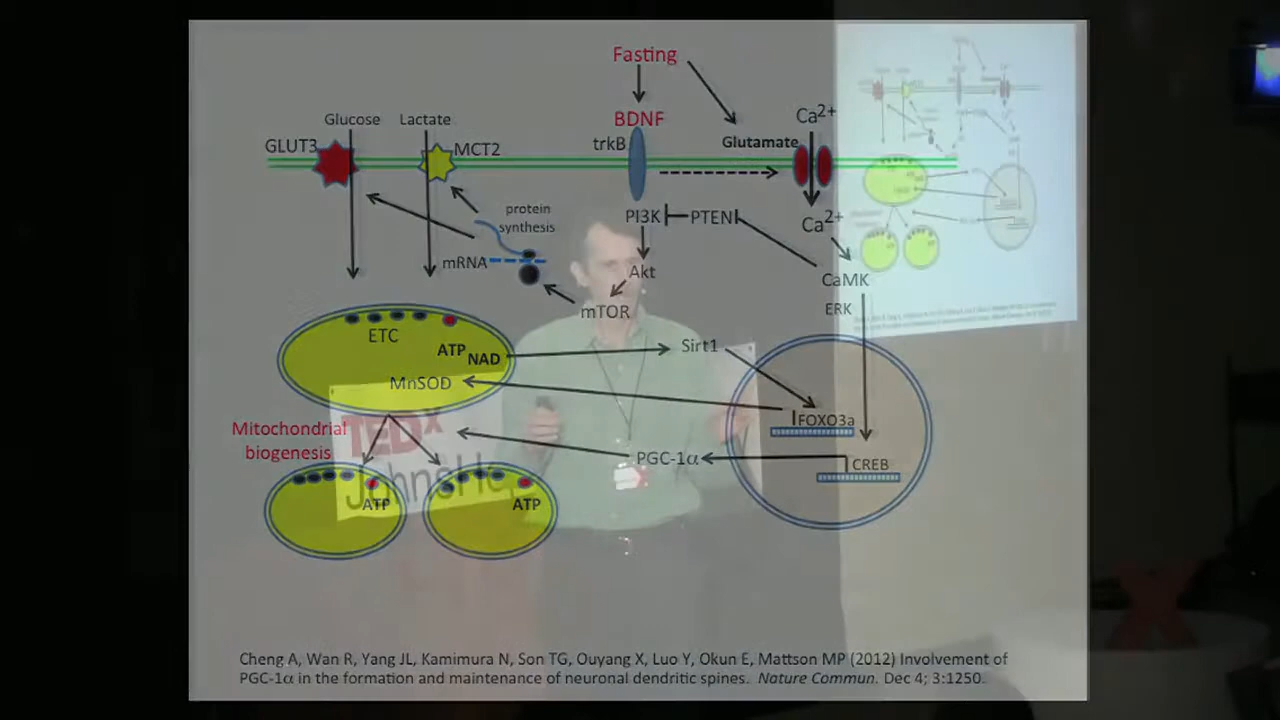 Fasting
BDNF
trkB
Glutamate
Ca2+
Glucose
Lactate
GLUT3
MCT2
protein
synthesis
mRNA
PI3K
PTEN
Ca2+
Akt
mTOR
CaMK
ERK
ETC
ATP NAD
MnSOD
Sirt1
FOXO3a
CREB
PGC-1α
Mitochondrial
biogenesis
ATP
ATP
TEDx
Cheng A, Wan R, Yang JL, Kamimura N, Son TG, Ouyang X, Luo Y, Okun E, Mattson MP (2012) Involvement of
PGC-1α in the formation and maintenance of neuronal dendritic spines. Nature Commun. Dec 4; 3:1250.